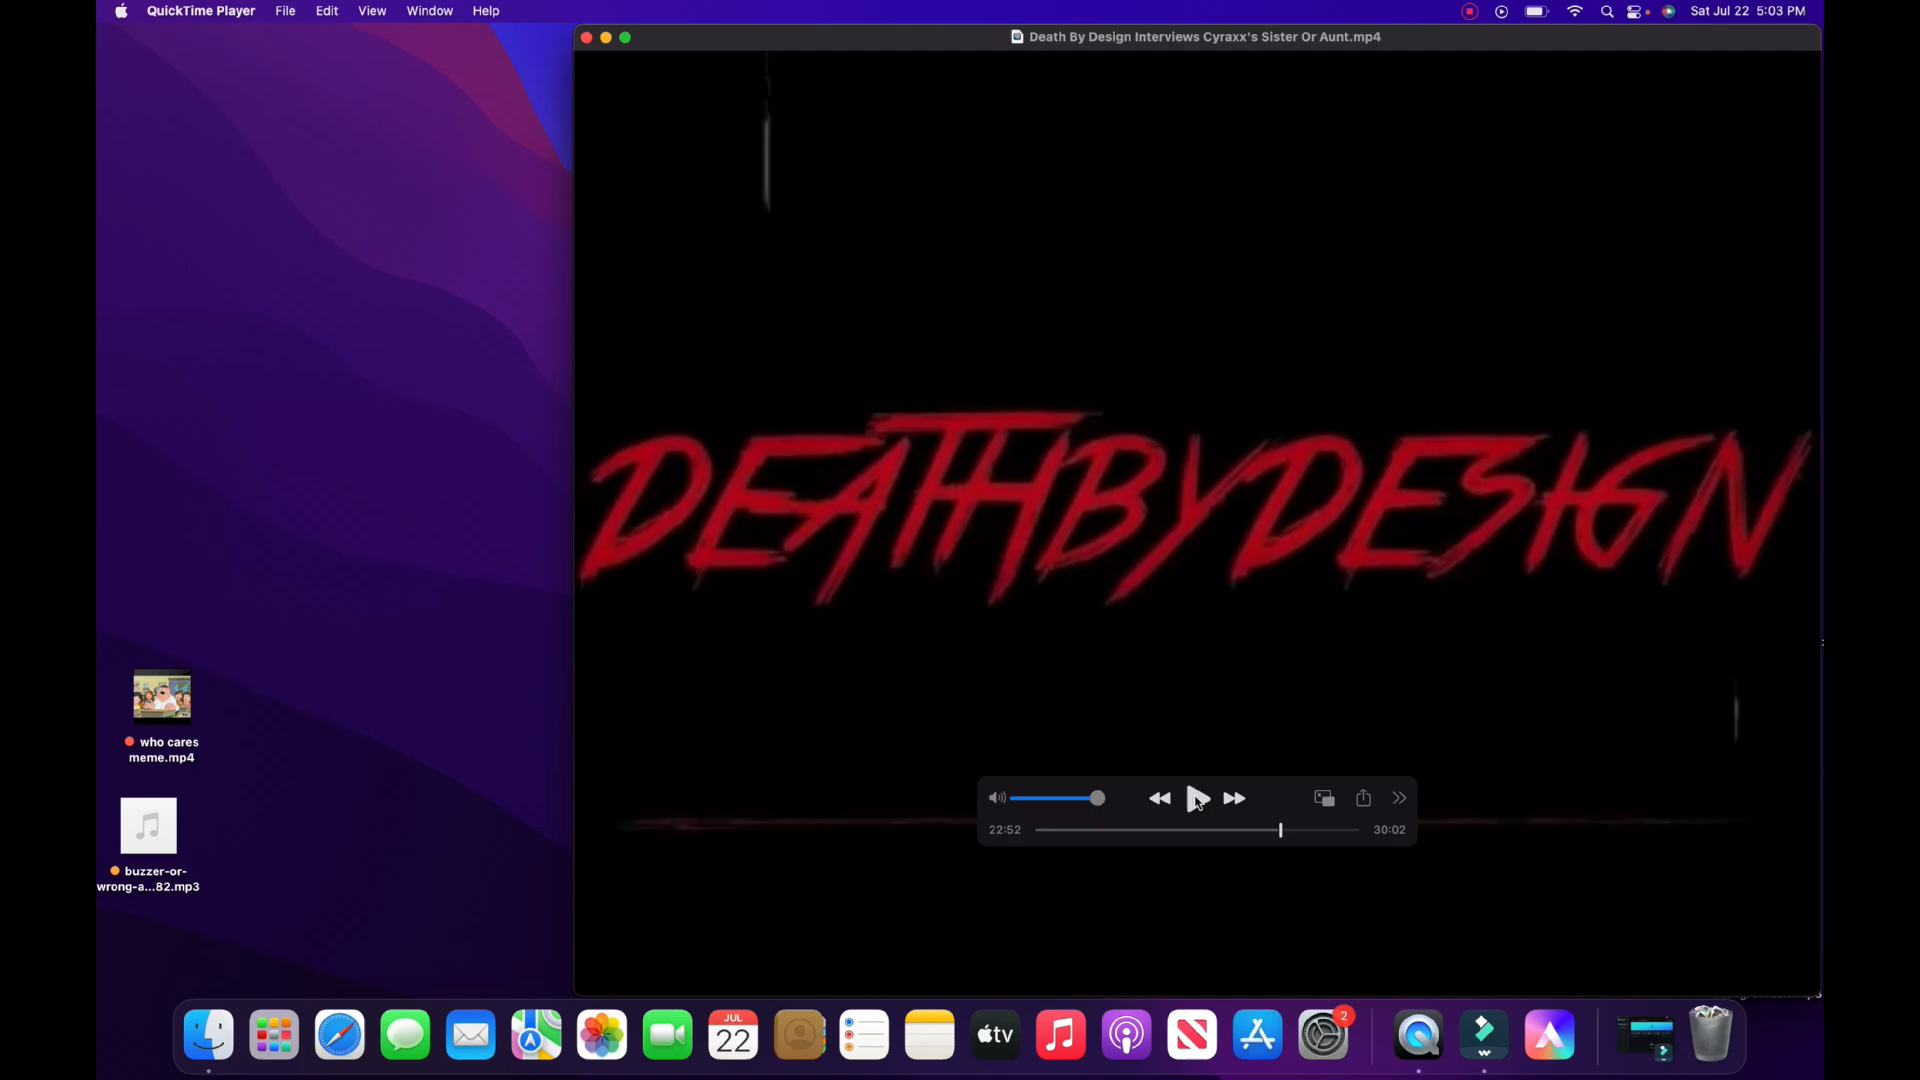 QuickTime Player File Edit View Window Help Sat Jul 22 5:03 PM
Death By Design Interviews Cyraxx's Sister Or Aunt.mp4
DEATHBYDESIGN
who cares
meme.mp4
22:52 30:02
buzzer-or-
wrong-a...82.mp3
JUL
22
tv
2